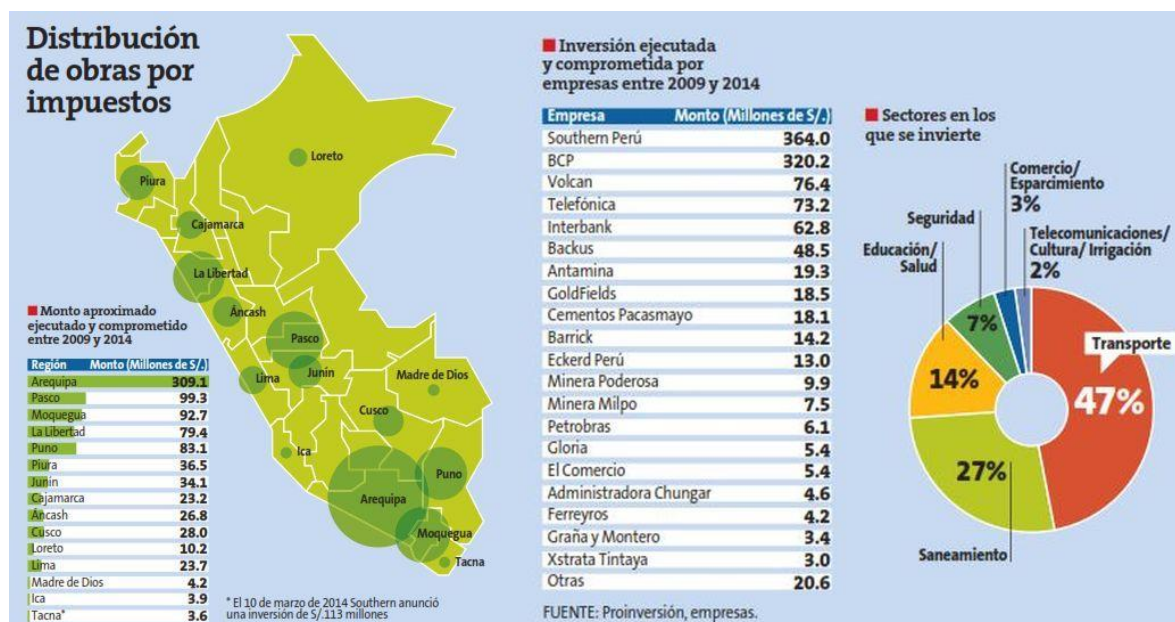 Distribución
de obras por
impuestos
Loreto
Piura
Cajamarca
La Libertad
Áncash
Pasco
Junín
Lima
Madre de Dios
Cusco
Ica
Puno
Arequipa
Moquegua
Tacna
Monto aproximado
ejecutado y comprometido
entre 2009 y 2014
Región Monto (Millones de S/.)
Arequipa 309.1
Pasco 99.3
Moquegua 92.7
La Libertad 79.4
Puno 83.1
Piura 36.5
Junín 34.1
Cajamarca 23.2
Áncash 26.8
Cusco 28.0
Loreto 10.2
Lima 23.7
Madre de Dios 4.2
Ica 3.9
Tacna* 3.6
* El 10 de marzo de 2014 Southern anunció
una inversión de S/.113 millones
Inversión ejecutada
y comprometida por
empresas entre 2009 y 2014
Empresa Monto (Millones de S/.)
Southern Perú 364.0
BCP 320.2
Volcan 76.4
Telefónica 73.2
Interbank 62.8
Backus 48.5
Antamina 19.3
GoldFields 18.5
Cementos Pacasmayo 18.1
Barrick 14.2
Eckerd Perú 13.0
Minera Poderosa 9.9
Minera Milpo 7.5
Petrobras 6.1
Gloria 5.4
El Comercio 5.4
Administradora Chungar 4.6
Ferreyros 4.2
Graña y Montero 3.4
Xstrata Tintaya 3.0
Otras 20.6
FUENTE: Proinversión, empresas.
Sectores en los
que se invierte
Comercio/
Esparcimiento
3%
Telecomunicaciones/
Cultura/ Irrigación
2%
Seguridad
7%
Educación/
Salud
14%
Transporte
47%
27%
Saneamiento